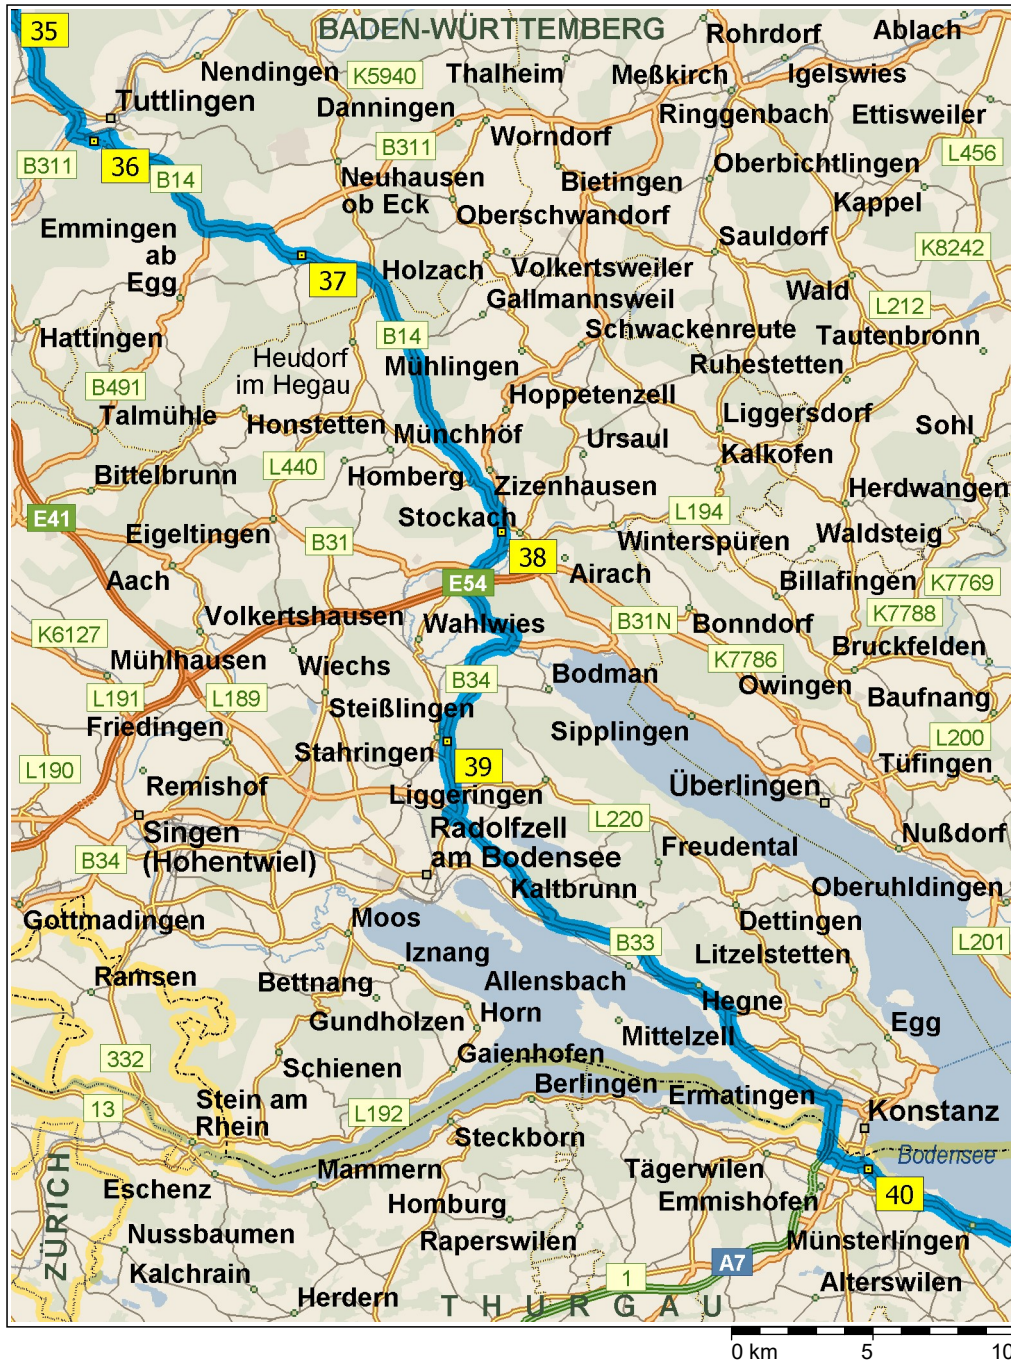 35
BADEN-WÜRTTEMBERG
Rohrdorf
Ablach
Nendingen
K5940
Thalheim
Meßkirch
Igelswies
Tuttlingen
Danningen
Ringgenbach
Ettisweiler
Worndorf
B311
36
B14
B311
Neuhausen
ob Eck
Bietingen
Oberbichtlingen
L456
Kappel
Oberschwandorf
Emmingen
ab
Egg
Sauldorf
K8242
37
Holzach
Volkertsweiler
Gallmannsweil
Wald
L212
Hattingen
B14
Schwackenreute
Tautenbronn
Heudorf
im Hegau
Mühlingen
Ruhestetten
B491
Hoppetenzell
Talmühle
Honstetten
Münchhöf
Ursaul
Liggersdorf
Sohl
Kalkofen
Bittelbrunn
L440
Homberg
Zizenhausen
Herdwangen
E41
Stockach
L194
Eigeltingen
B31
38
Winterspüren
Waldsteig
Aach
E54
Airach
Billafingen
K7769
Volkertshausen
Wahlwies
B31N
Bonndorf
K7788
K6127
Mühlhausen
Wiechs
B34
Bodman
K7786
Bruckfelden
L191
L189
Owingen
Baufnang
Friedingen
Steißlingen
Sipplingen
Stahringen
L200
L190
Remishof
39
Überlingen
Tüfingen
Liggeringen
Singen
(Hohentwiel)
Radolfzell
am Bodensee
L220
Freudental
Nußdorf
B34
Kaltbrunn
Oberuhldingen
Gottmadingen
Moos
Dettingen
Iznang
B33
Litzelstetten
L201
Ramsen
Bettnang
Allensbach
Hegne
Gundholzen
Horn
Mittelzell
Egg
332
Schienen
Gaienhofen
Berlingen
Ermatingen
13
Stein am
Rhein
L192
Konstanz
Steckborn
Bodensee
Mammern
Tägerwilen
Eschenz
Homburg
Emmishofen
40
ZÜRICH
Nussbaumen
Raperswilen
Münsterlingen
Kalchrain
A7
1
Alterswilen
Herdern
THURGAU
0 km
5
10